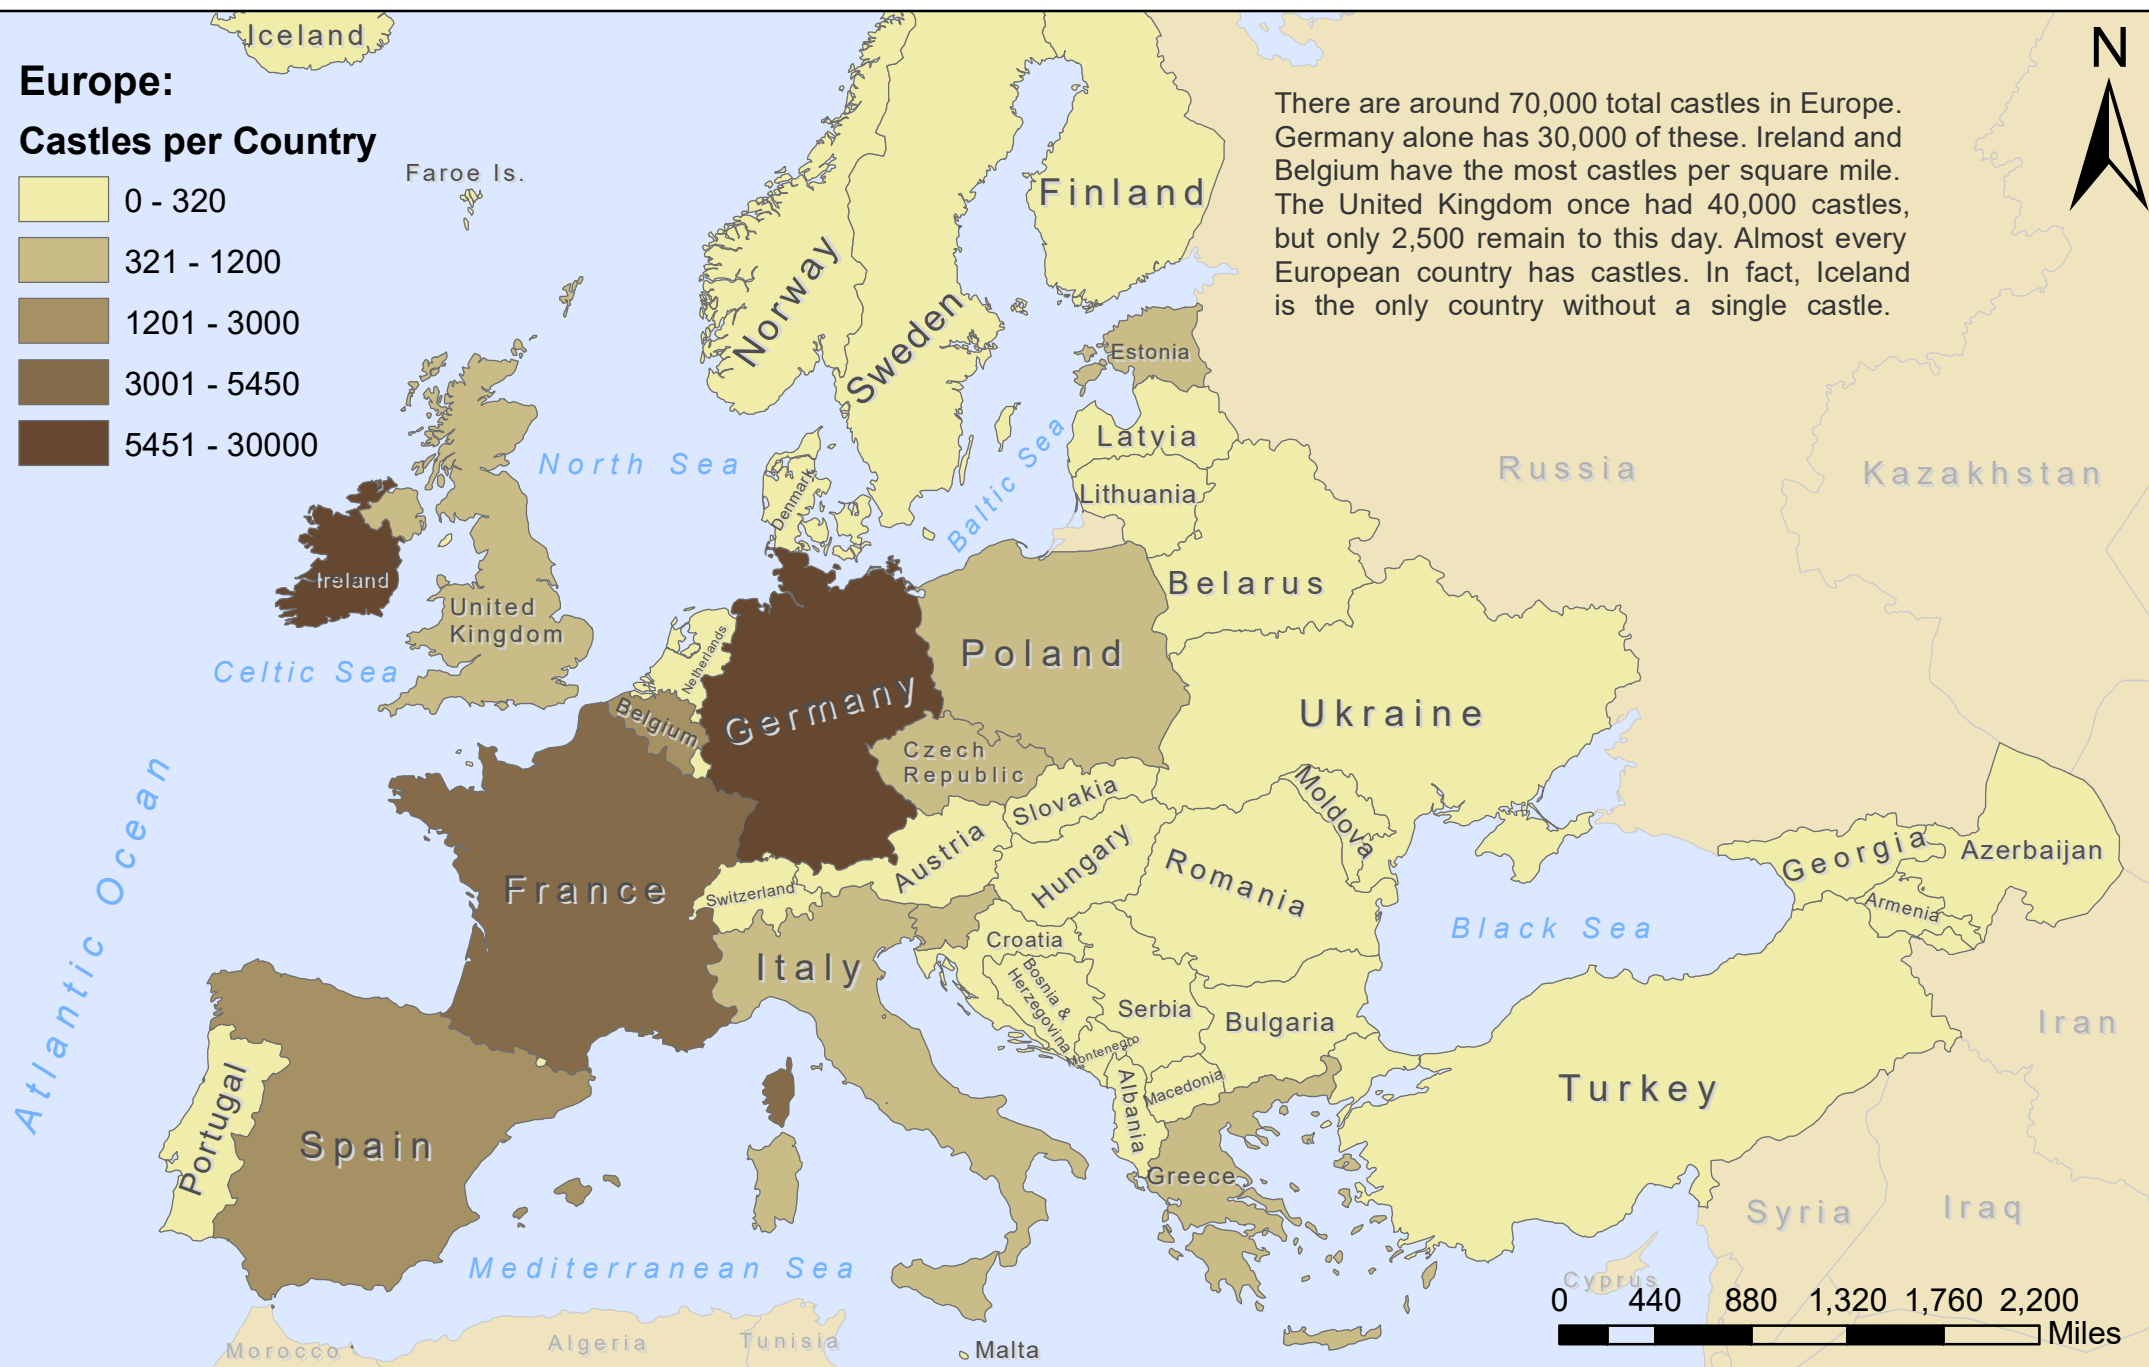 Iceland
Europe:
Castles per Country
0 - 320
321 - 1200
1201 - 3000
3001 - 5450
5451 - 30000
There are around 70,000 total castles in Europe.
Germany alone has 30,000 of these. Ireland and
Belgium have the most castles per square mile.
The United Kingdom once had 40,000 castles,
but only 2,500 remain to this day. Almost every
European country has castles. In fact, Iceland
is the only country without a single castle.
N
Faroe Is.
Finland
Norway
Sweden
Estonia
Latvia
Lithuania
Baltic Sea
North Sea
Denmark
Russia
Kazakhstan
Ireland
United
Kingdom
Belarus
Celtic Sea
Netherlands
Belgium
Germany
Poland
Ukraine
Czech
Republic
Slovakia
Moldova
Atlantic Ocean
France
Switzerland
Austria
Hungary
Romania
Georgia
Azerbaijan
Armenia
Black Sea
Italy
Croatia
Bosnia &
Herzegovina
Serbia
Bulgaria
Montenegro
Macedonia
Albania
Iran
Turkey
Portugal
Spain
Greece
Syria
Iraq
Mediterranean Sea
Cyprus
0 440 880 1,320 1,760 2,200
Miles
Morocco
Algeria
Tunisia
Malta